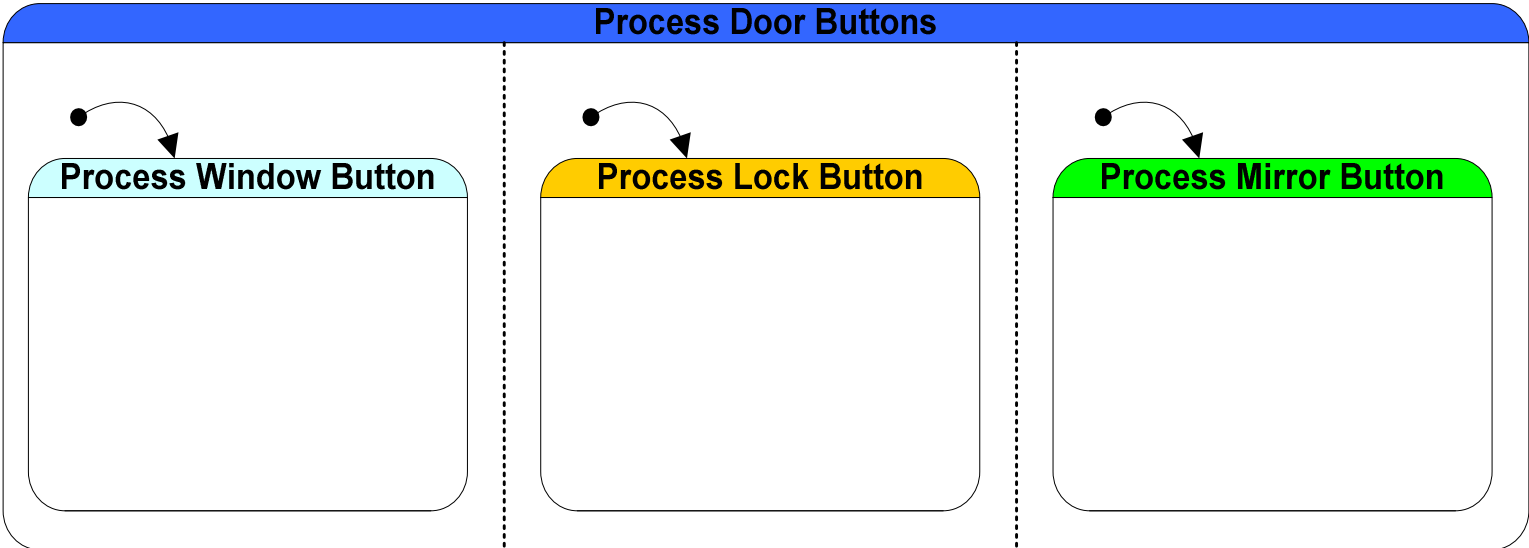 Process Door Buttons
Process Window Button
Process Lock Button
Process Mirror Button